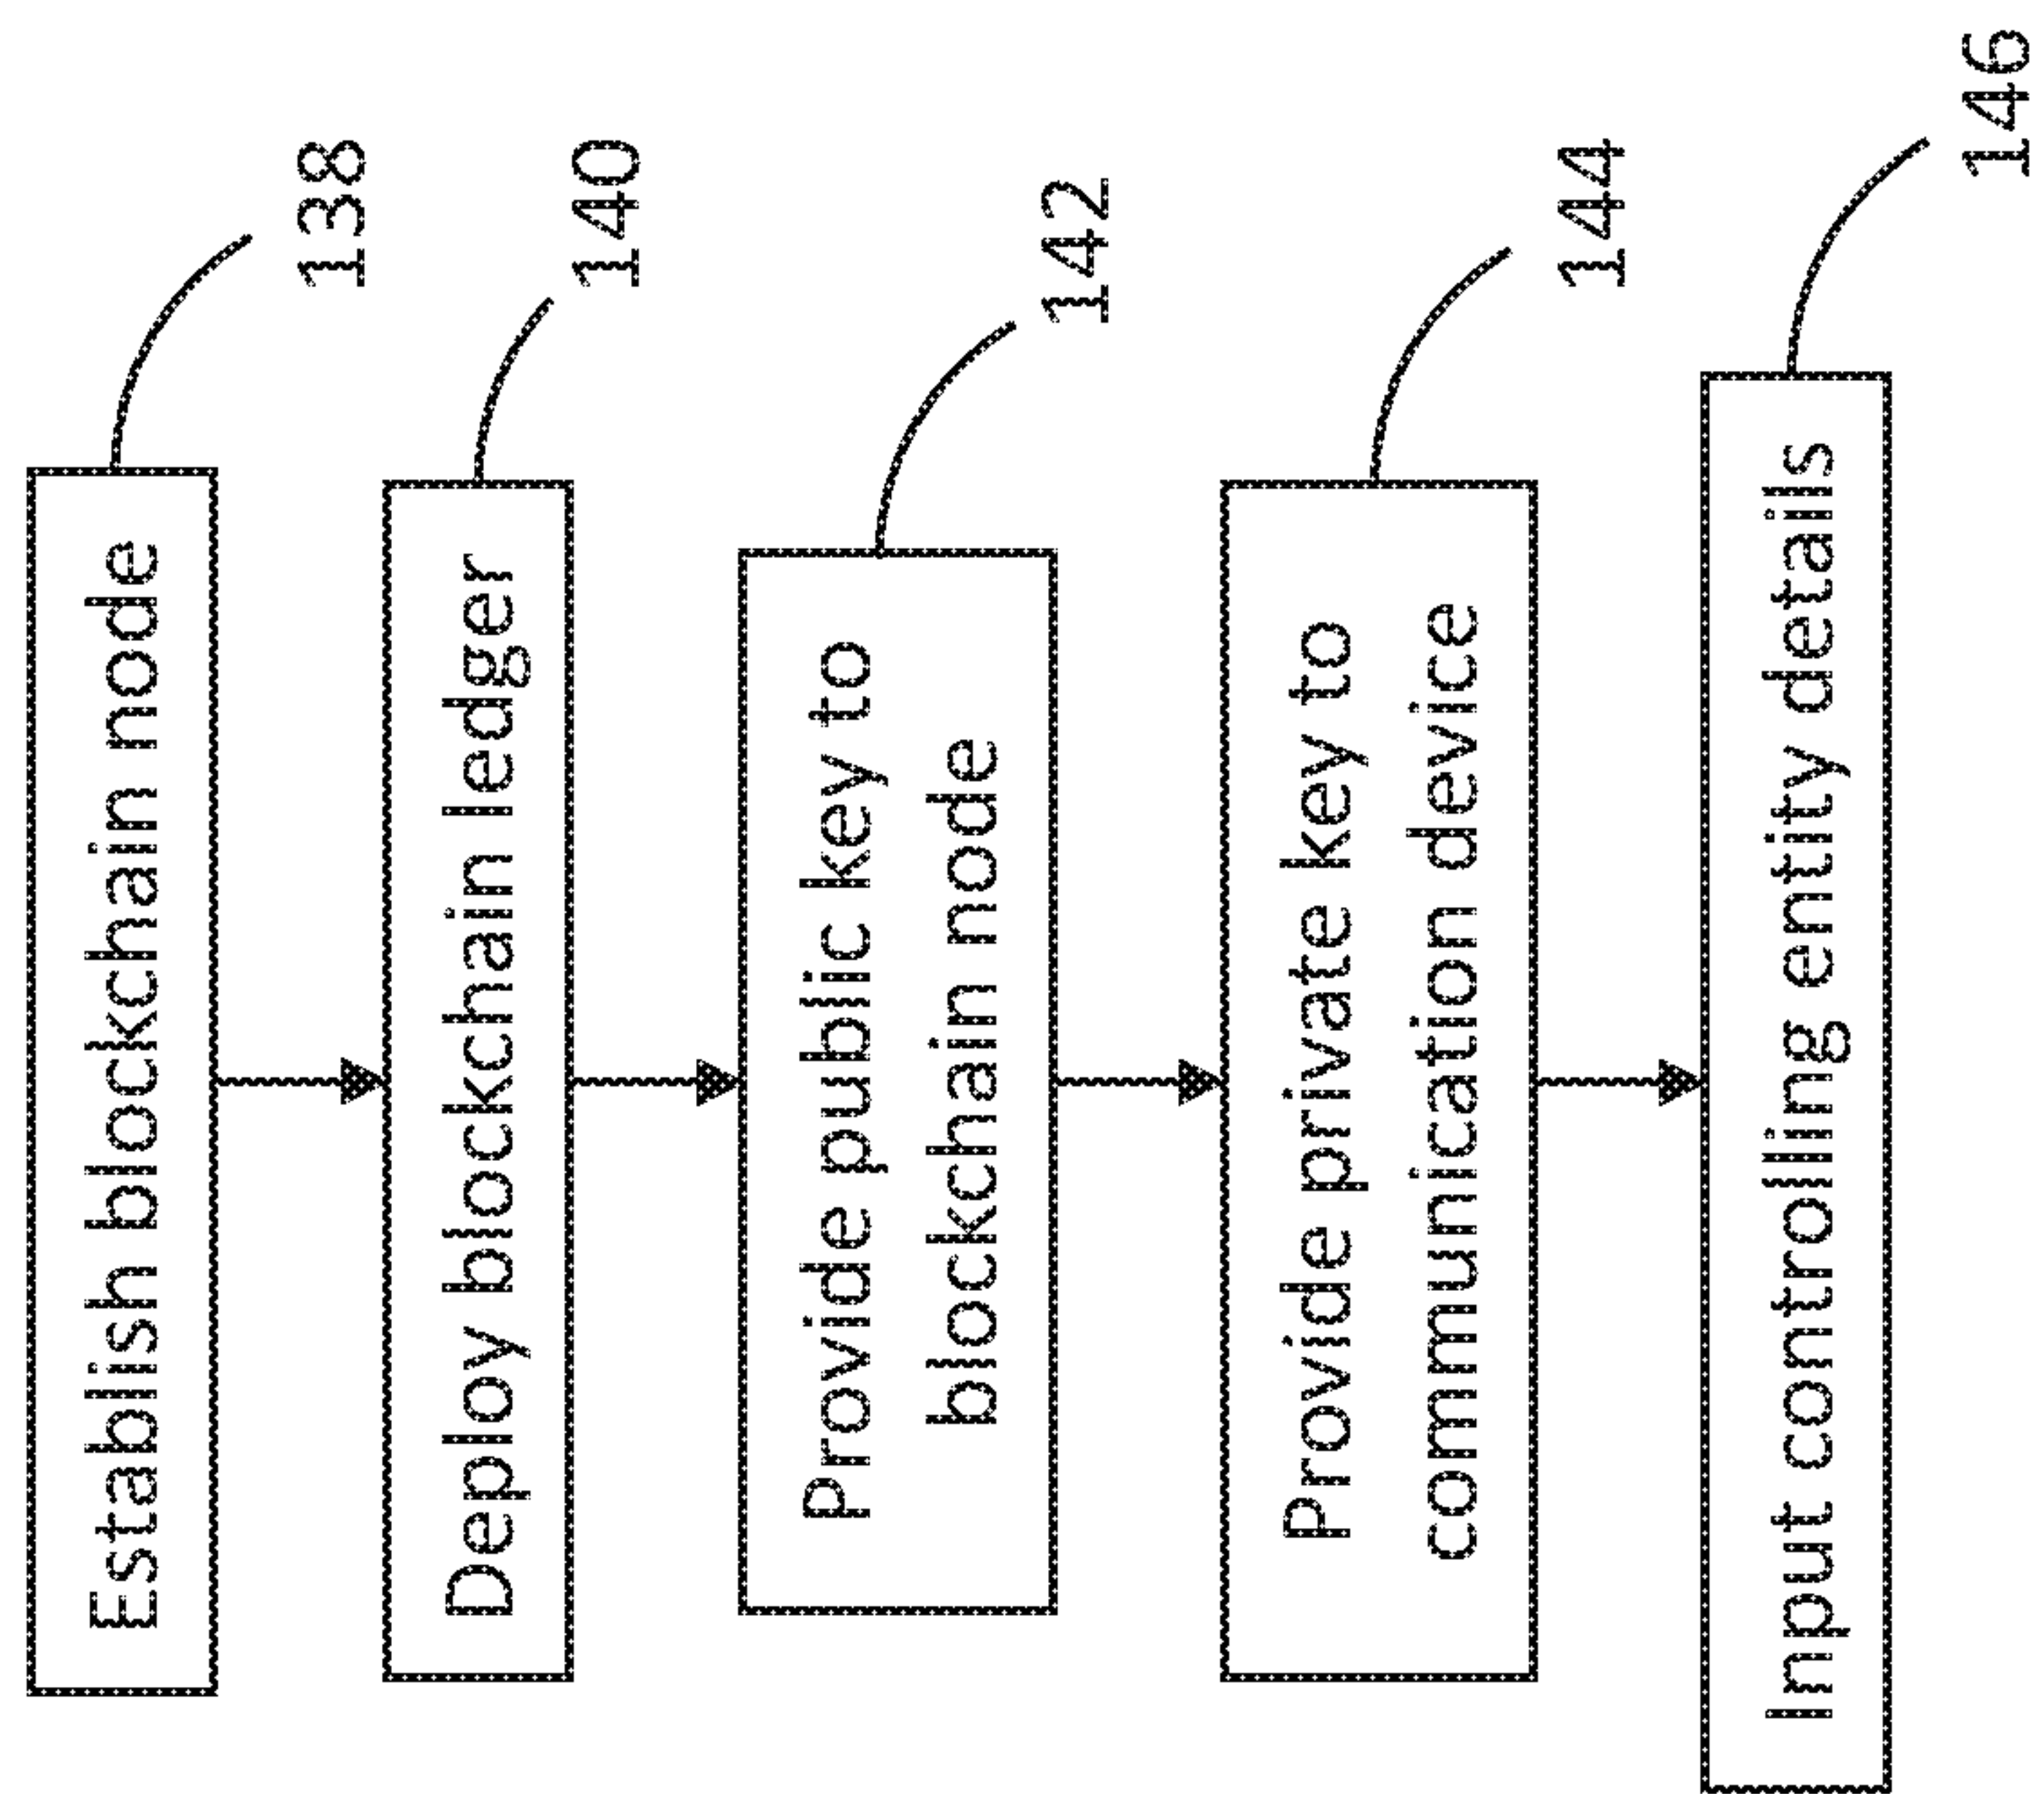 Establish blockchain node
138
Deploy blockchain ledger
140
Provide public key to
blockchain node
142
Provide private key to
communication device
144
Input controlling entity details
146